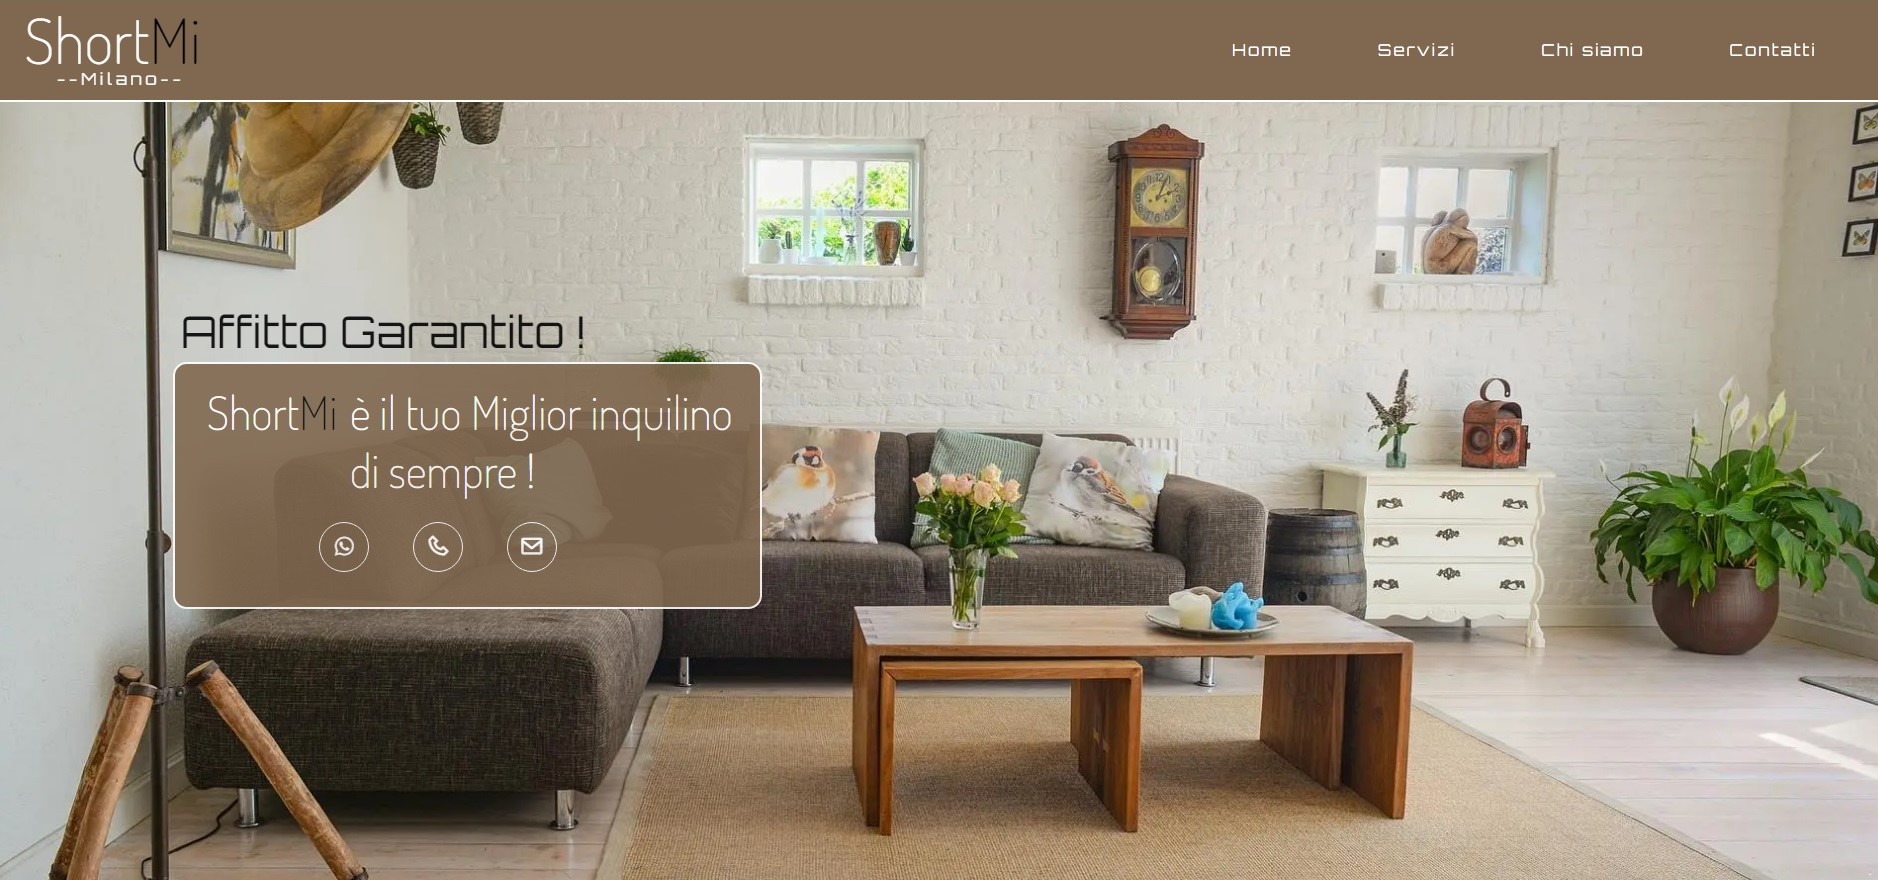 ShortMi
--Milano--
Home Servizi Chi siamo Contatti
Affitto Garantito !
ShortMi è il tuo Miglior inquilino
di sempre !